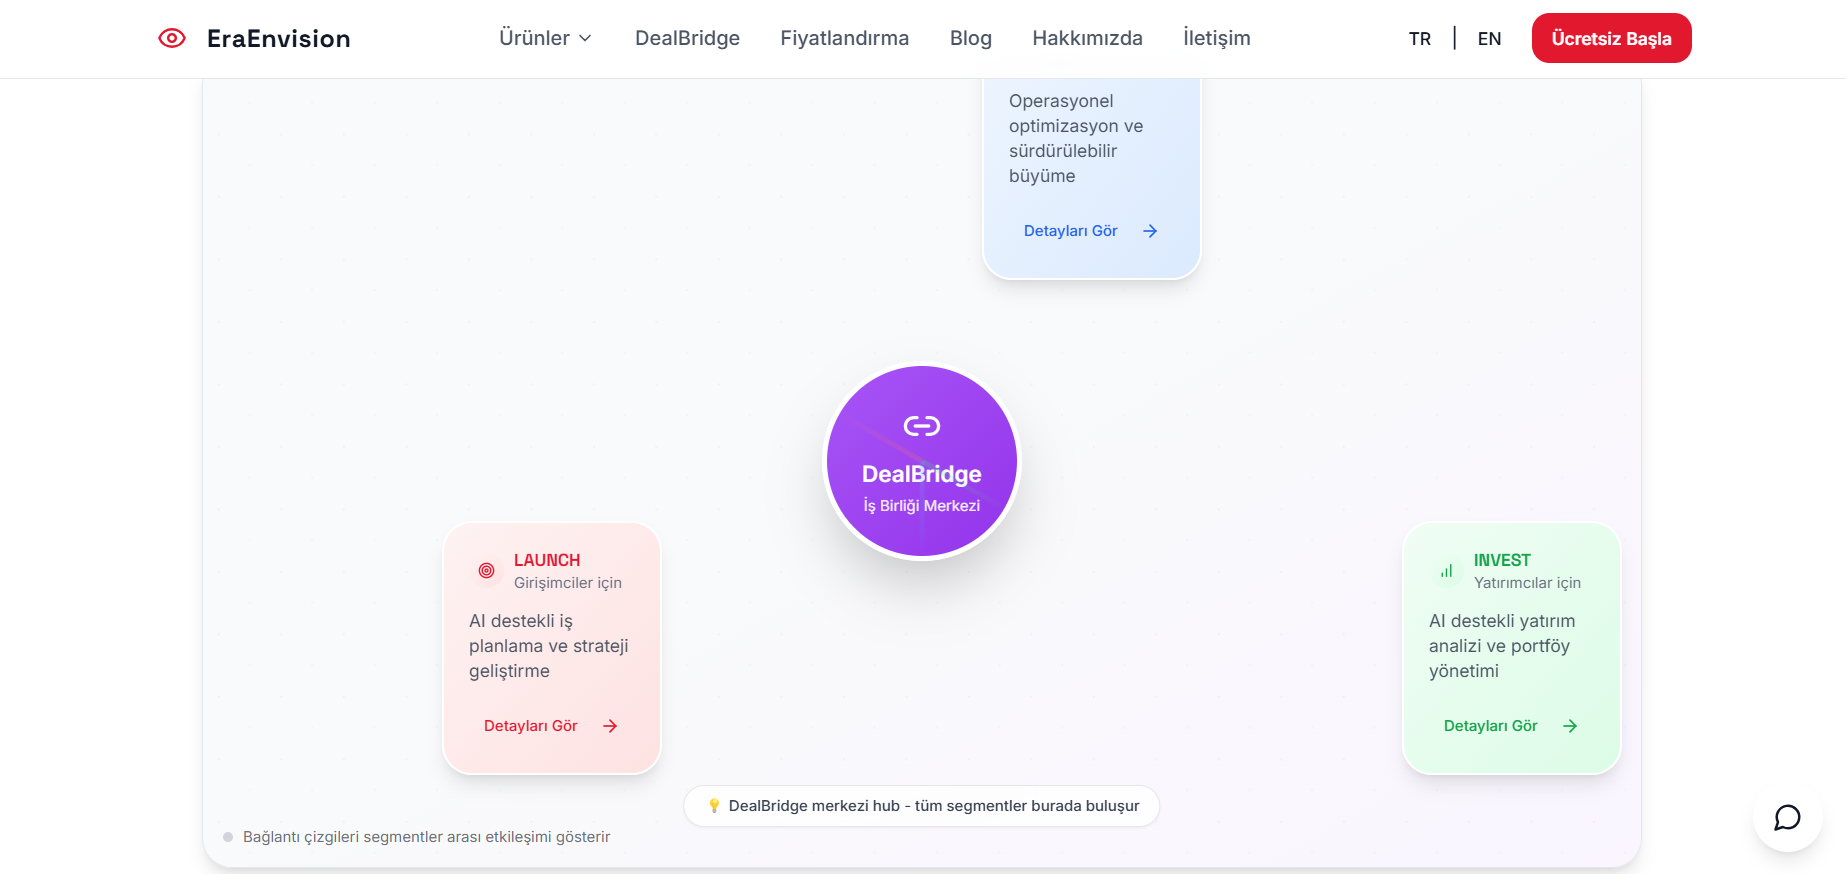 EraEnvision
Ürünler
DealBridge
Fiyatlandırma
Blog
Hakkımızda
İletişim
TR | EN
Ücretsiz Başla
Operasyonel
optimizasyon ve
sürdürülebilir
büyüme
Detayları Gör
DealBridge
İş Birliği Merkezi
LAUNCH
Girişimciler için
AI destekli iş
planlama ve strateji
geliştirme
Detayları Gör
INVEST
Yatırımcılar için
AI destekli yatırım
analizi ve portföy
yönetimi
Detayları Gör
DealBridge merkezi hub - tüm segmentler burada buluşur
Bağlantı çizgileri segmentler arası etkileşimi gösterir